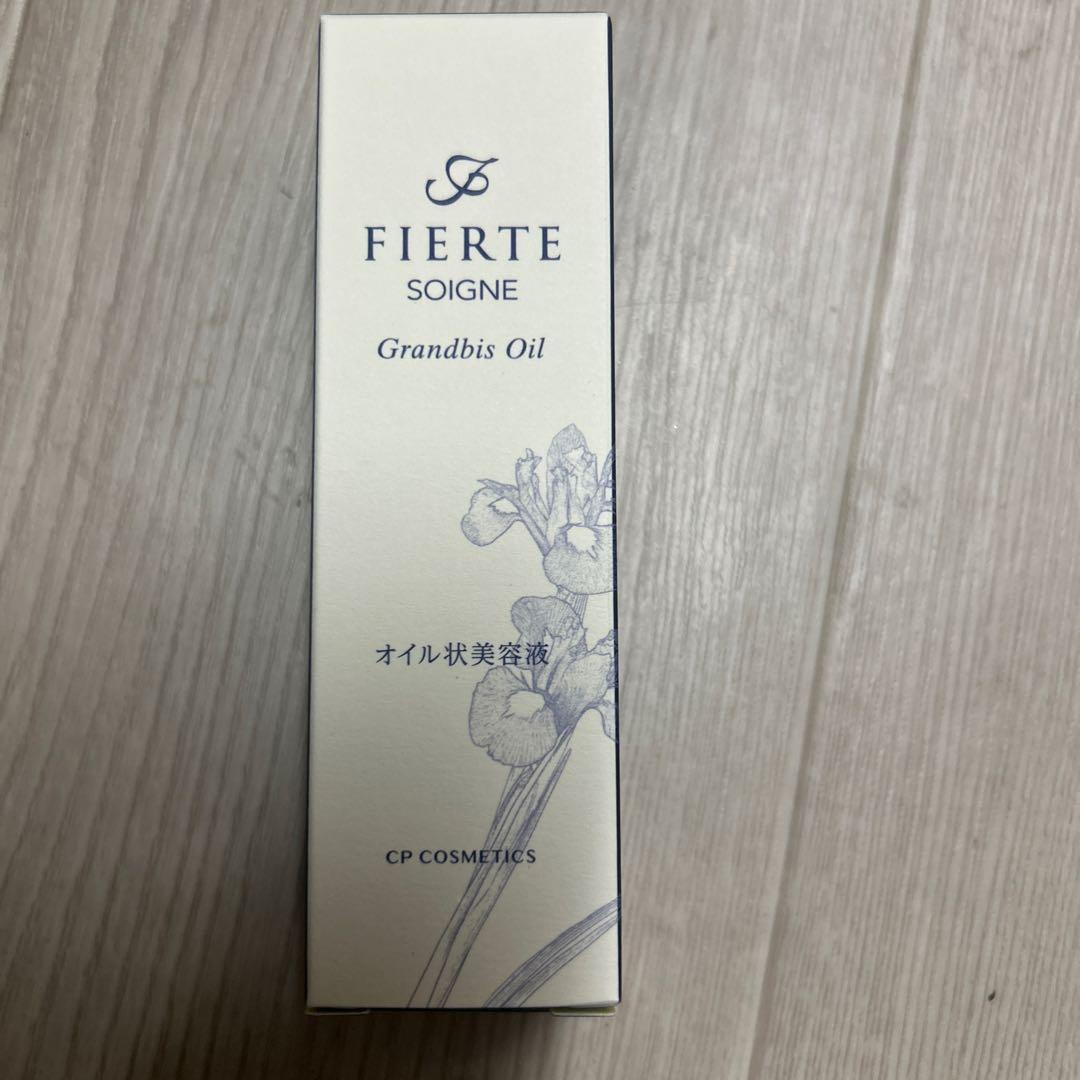 FIERTE
SOIGNE
Grandbis Oil
オイル状美容液
CP COSMETICS